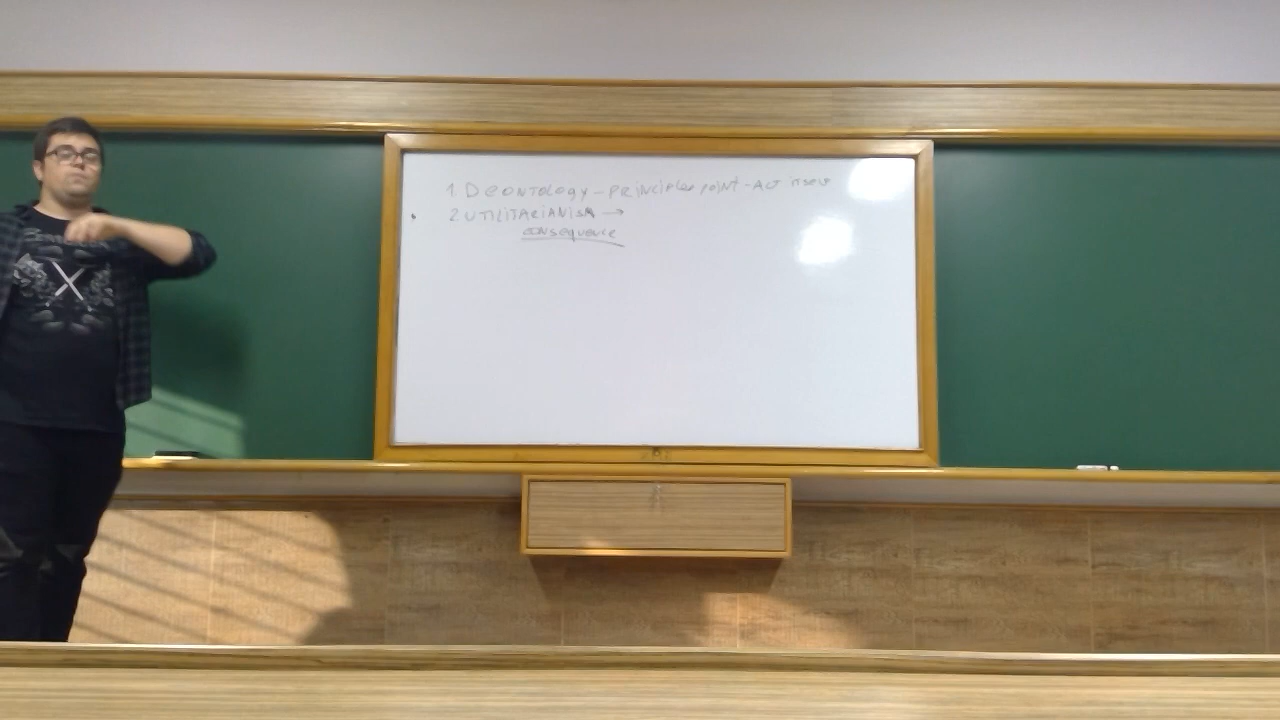 1. Deontology - Principles point - Act itself
2 UTILITARIANISM →
consequence